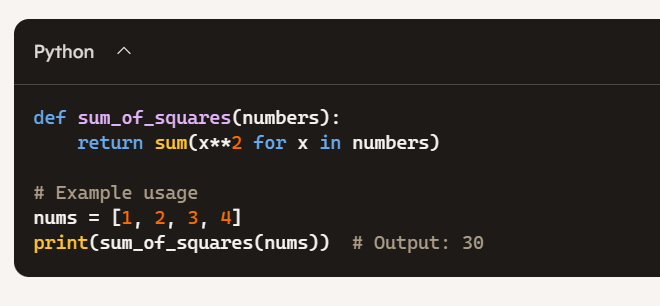 Python
def sum_of_squares(numbers):
    return sum(x**2 for x in numbers)
# Example usage
nums = [1, 2, 3, 4]
print(sum_of_squares(nums))  # Output: 30